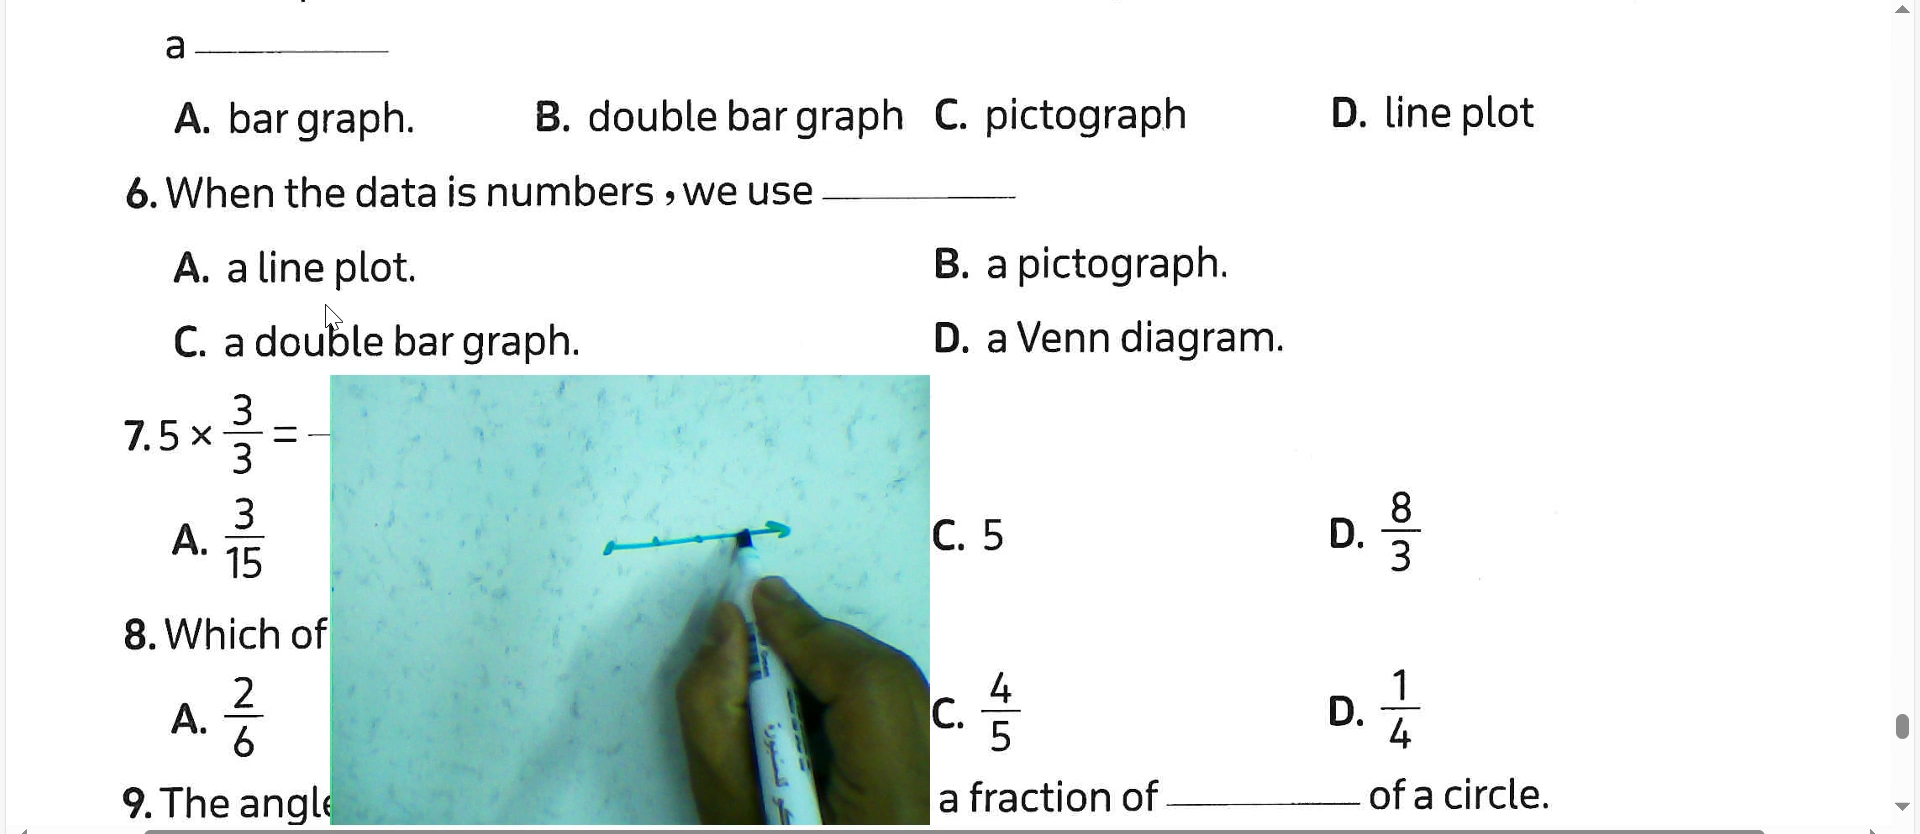 a
A. bar graph. B. double bar graph C. pictograph D. line plot
6. When the data is numbers , we use
A. a line plot. B. a pictograph.
C. a double bar graph. D. a Venn diagram.
7. 5 × 3/3 =
A. 3/15 C. 5 D. 8/3
8. Which of
A. 2/6 C. 4/5 D. 1/4
9. The angle a fraction of of a circle.